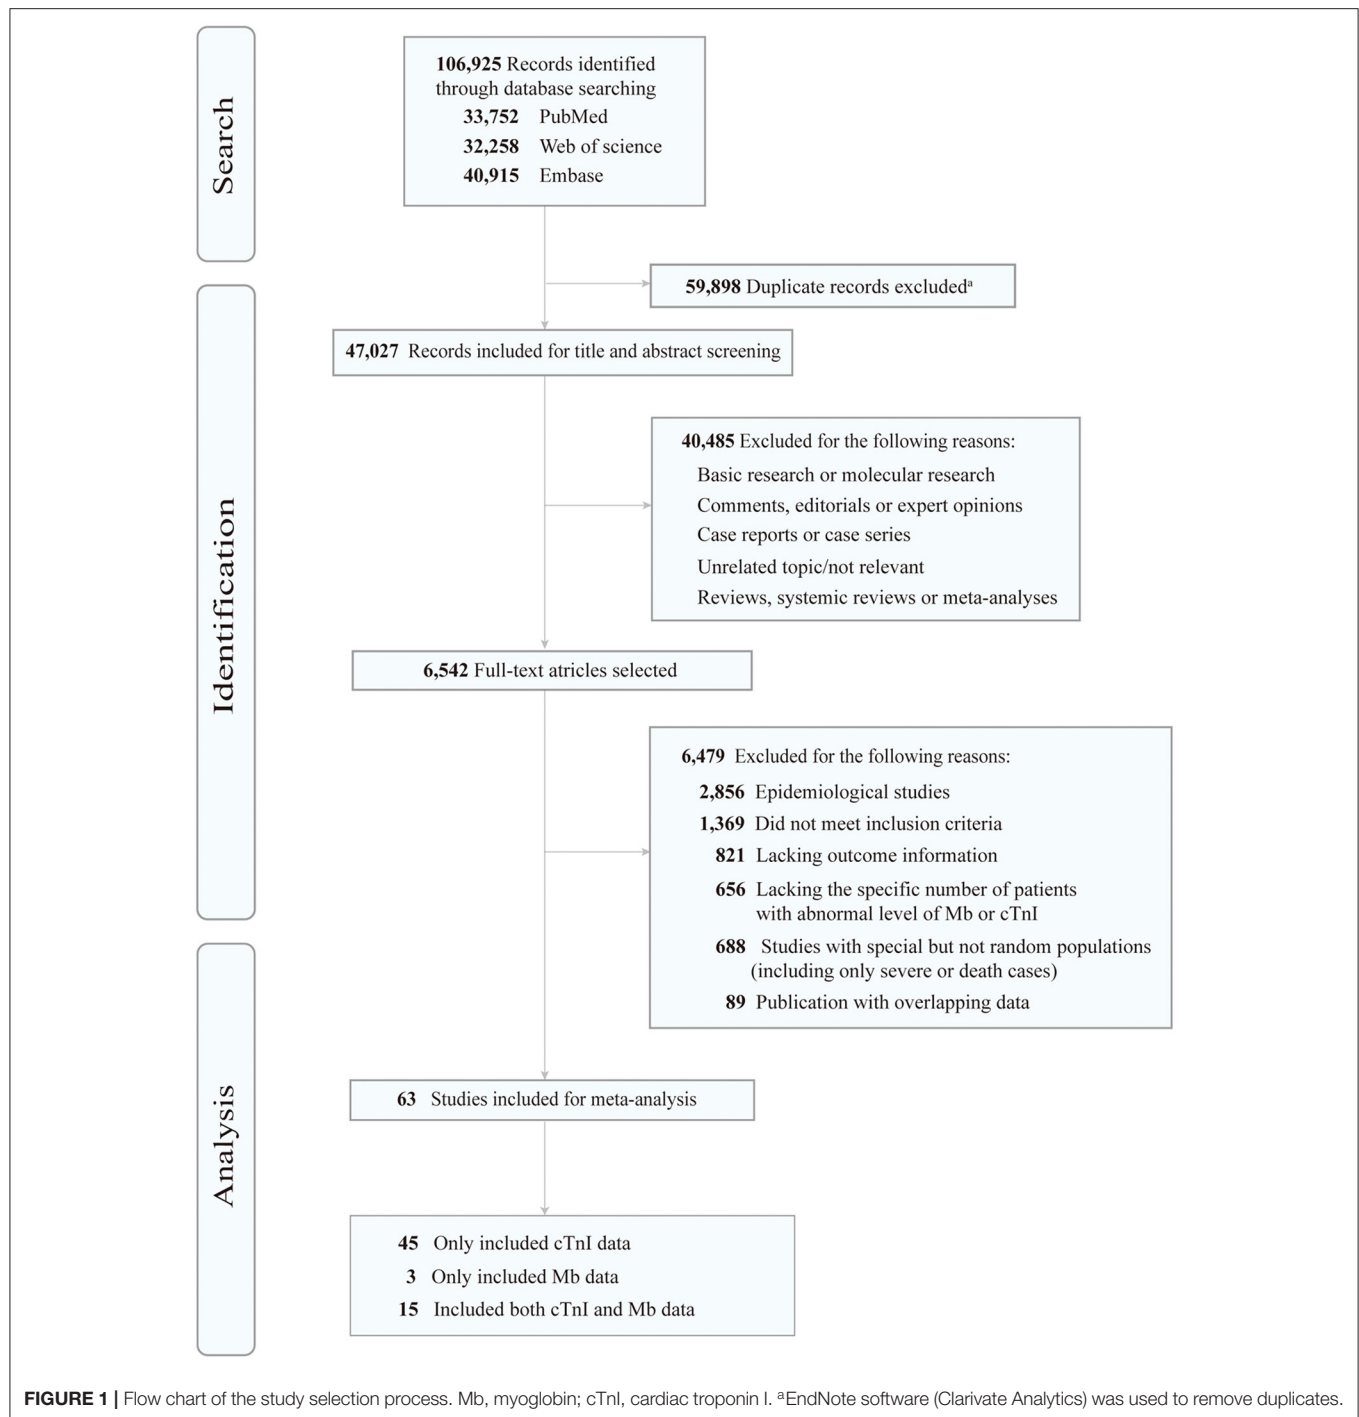 Search
106,925 Records identified
through database searching
33,752 PubMed
32,258 Web of science
40,915 Embase
Identification
59,898 Duplicate records excludedᵃ
47,027 Records included for title and abstract screening
40,485 Excluded for the following reasons:
Basic research or molecular research
Comments, editorials or expert opinions
Case reports or case series
Unrelated topic/not relevant
Reviews, systemic reviews or meta-analyses
6,542 Full-text atricles selected
6,479 Excluded for the following reasons:
2,856 Epidemiological studies
1,369 Did not meet inclusion criteria
821 Lacking outcome information
656 Lacking the specific number of patients
with abnormal level of Mb or cTnI
688 Studies with special but not random populations
(including only severe or death cases)
89 Publication with overlapping data
Analysis
63 Studies included for meta-analysis
45 Only included cTnI data
3 Only included Mb data
15 Included both cTnI and Mb data
FIGURE 1 | Flow chart of the study selection process. Mb, myoglobin; cTnI, cardiac troponin I. ᵃEndNote software (Clarivate Analytics) was used to remove duplicates.